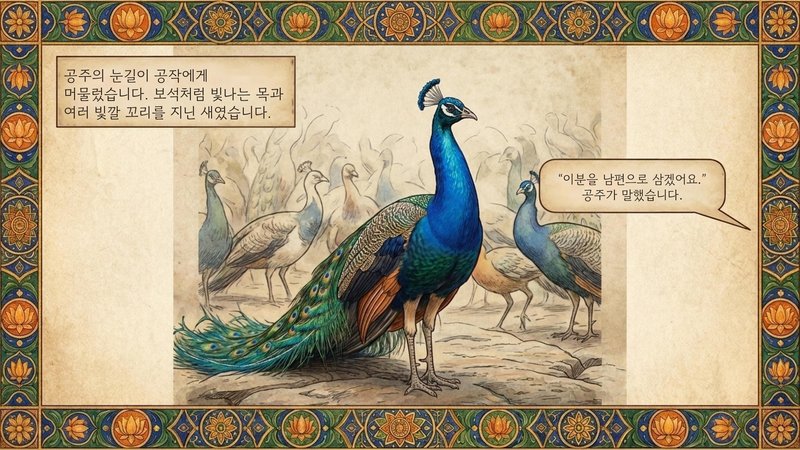 공주의 눈길이 공작에게
머물렀습니다. 보석처럼 빛나는 목과
여러 빛깔 꼬리를 지닌 새였습니다.
“이분을 남편으로 삼겠어요.”
공주가 말했습니다.